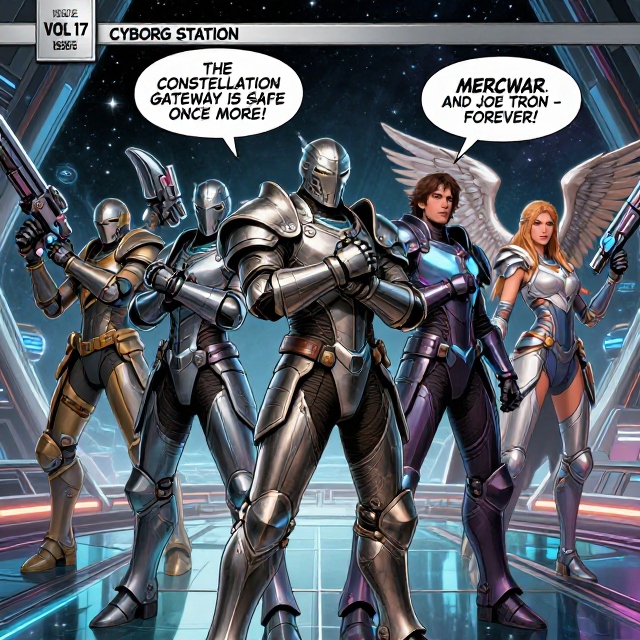 VOL 17
CYBORG STATION
THE
CONSTELLATION
GATEWAY IS SAFE
ONCE MORE!
MERCWAR.
AND JOE TRON –
FOREVER!